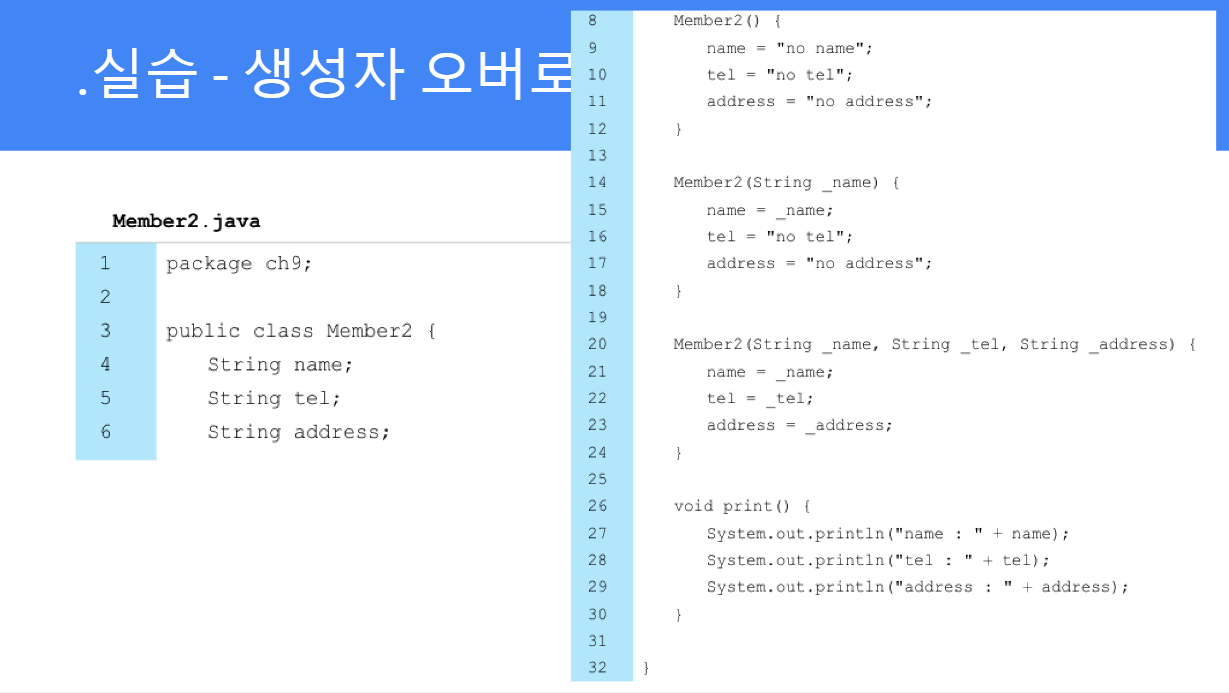 .실습 - 생성자 오버로
Member2.java
1 package ch9;
2
3 public class Member2 {
4 String name;
5 String tel;
6 String address;
8 Member2() {
9 name = "no name";
10 tel = "no tel";
11 address = "no address";
12 }
13
14 Member2(String _name) {
15 name = _name;
16 tel = "no tel";
17 address = "no address";
18 }
19
20 Member2(String _name, String _tel, String _address) {
21 name = _name;
22 tel = _tel;
23 address = _address;
24 }
25
26 void print() {
27 System.out.println("name : " + name);
28 System.out.println("tel : " + tel);
29 System.out.println("address : " + address);
30 }
31
32 }